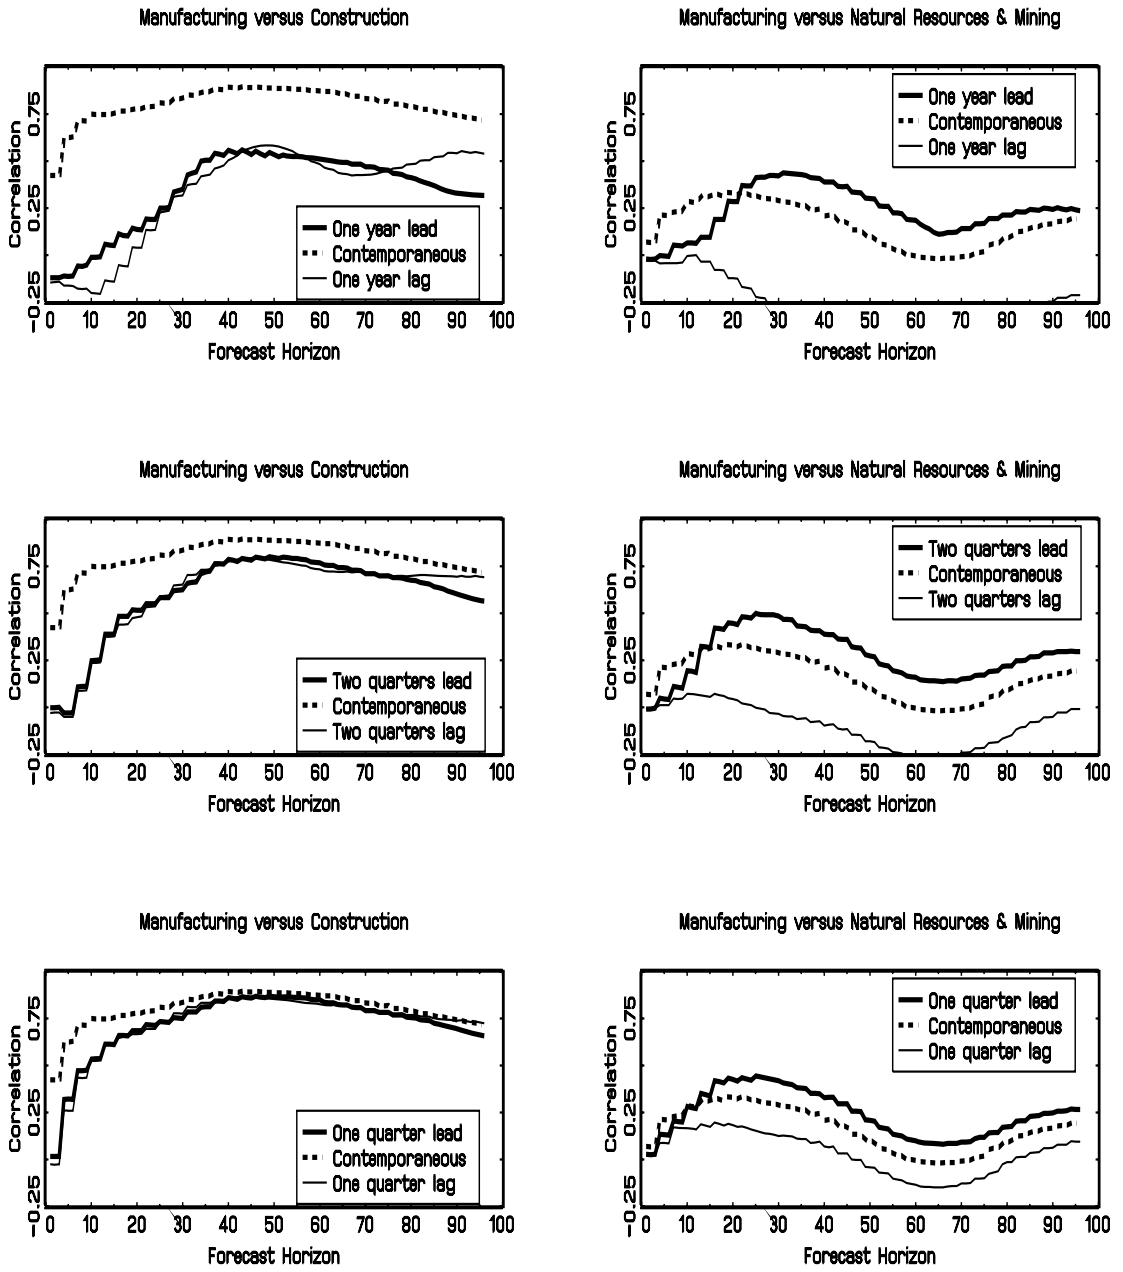 Manufacturing versus Construction
Correlation
0.75
0.25
-0.25
One year lead
Contemporaneous
One year lag
0 10 20 30 40 50 60 70 80 90 100
Forecast Horizon
Manufacturing versus Natural Resources & Mining
Correlation
0.75
0.25
-0.25
One year lead
Contemporaneous
One year lag
0 10 20 30 40 50 60 70 80 90 100
Forecast Horizon
Manufacturing versus Construction
Correlation
0.75
0.25
-0.25
Two quarters lead
Contemporaneous
Two quarters lag
0 10 20 30 40 50 60 70 80 90 100
Forecast Horizon
Manufacturing versus Natural Resources & Mining
Correlation
0.75
0.25
-0.25
Two quarters lead
Contemporaneous
Two quarters lag
0 10 20 30 40 50 60 70 80 90 100
Forecast Horizon
Manufacturing versus Construction
Correlation
0.75
0.25
-0.25
One quarter lead
Contemporaneous
One quarter lag
0 10 20 30 40 50 60 70 80 90 100
Forecast Horizon
Manufacturing versus Natural Resources & Mining
Correlation
0.75
0.25
-0.25
One quarter lead
Contemporaneous
One quarter lag
0 10 20 30 40 50 60 70 80 90 100
Forecast Horizon